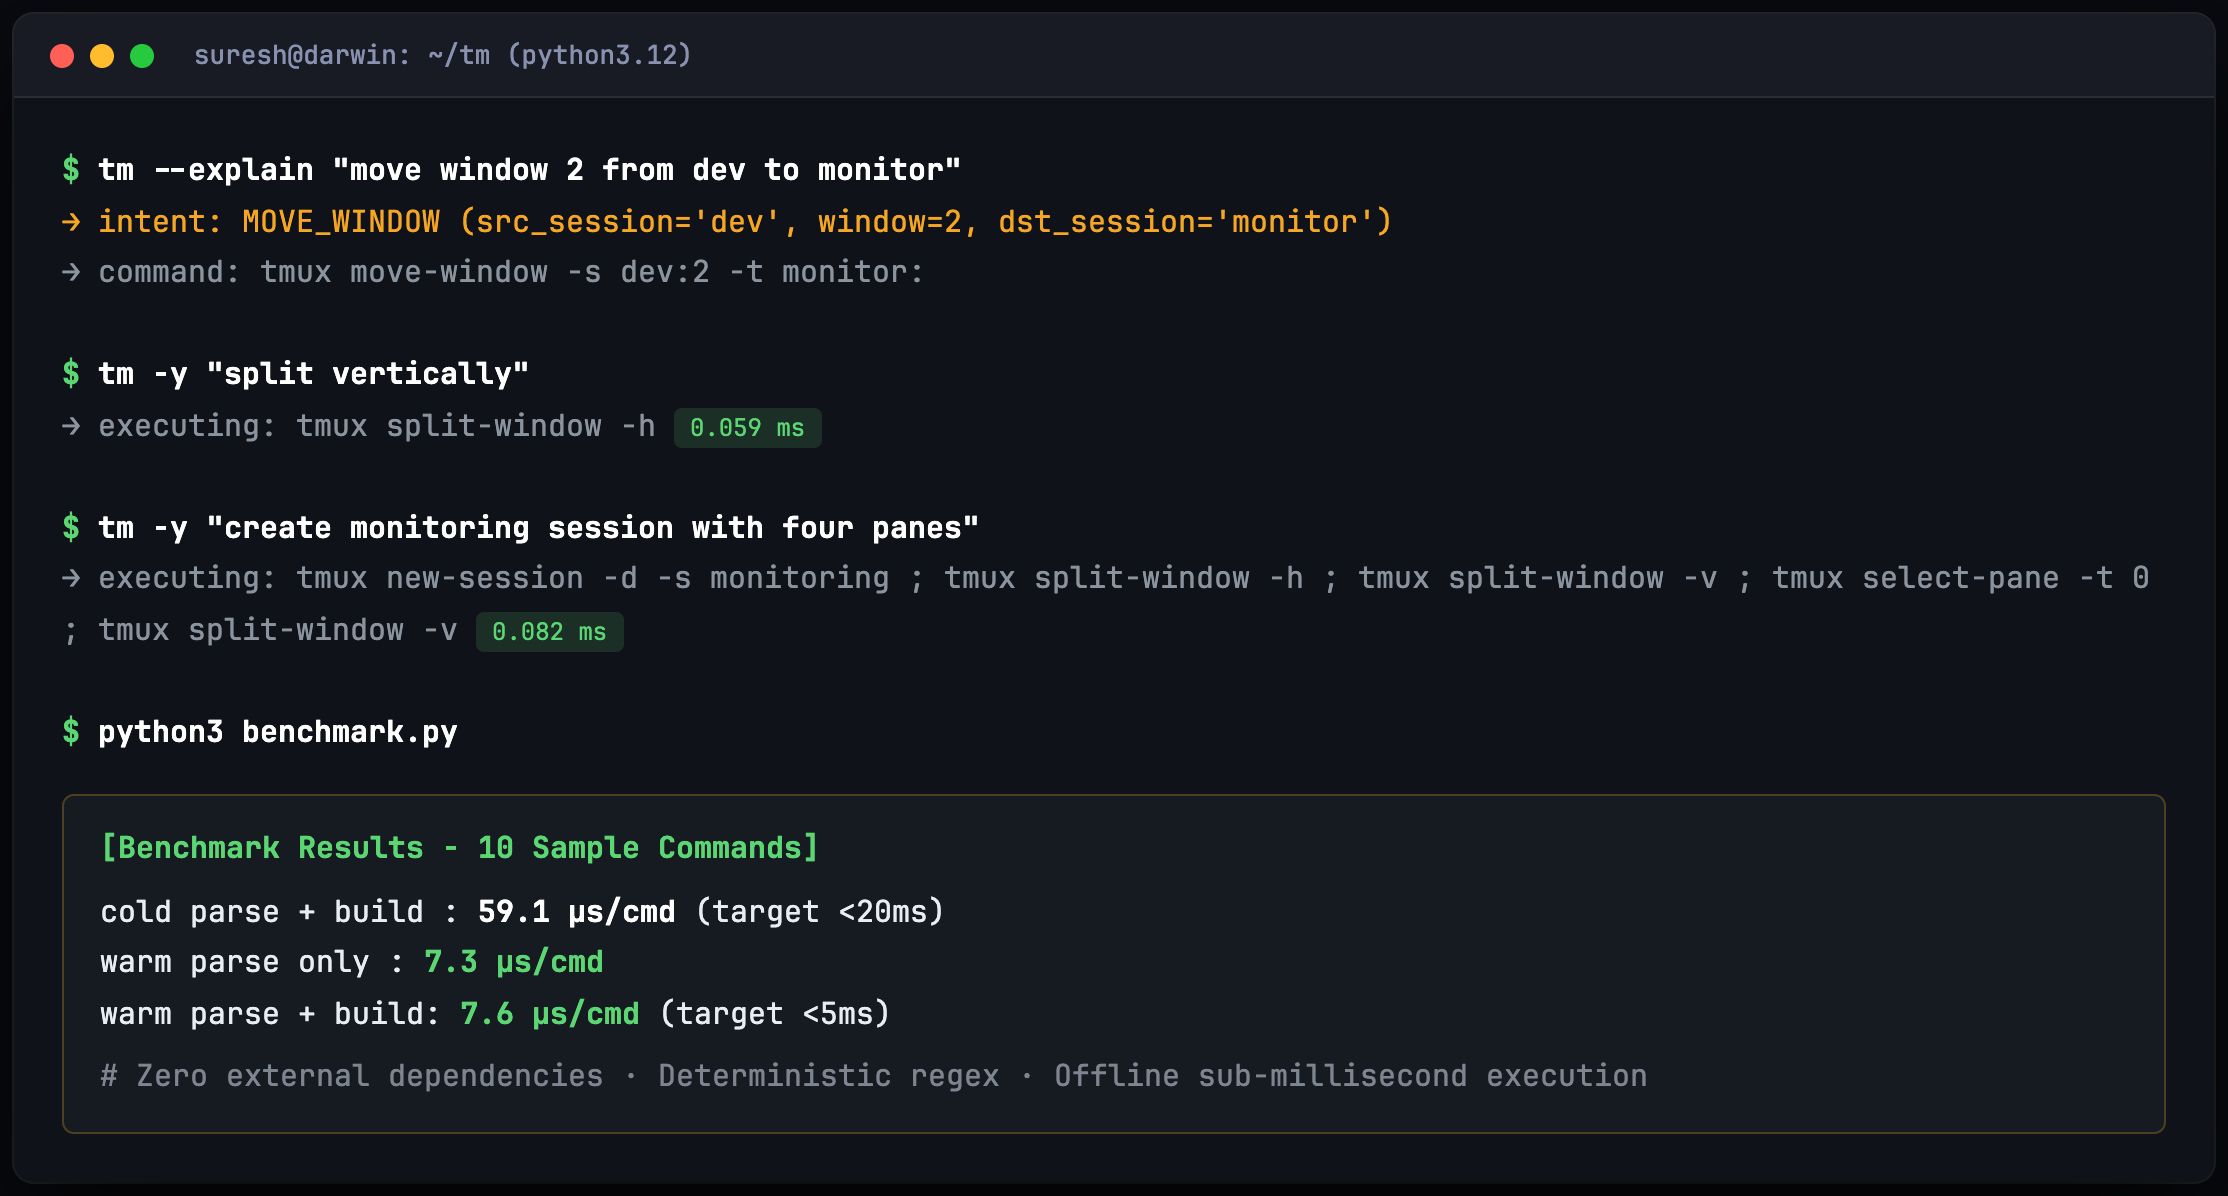 suresh@darwin: ~/tm (python3.12)
$ tm --explain "move window 2 from dev to monitor"
→ intent: MOVE_WINDOW (src_session='dev', window=2, dst_session='monitor')
→ command: tmux move-window -s dev:2 -t monitor:
$ tm -y "split vertically"
→ executing: tmux split-window -h 0.059 ms
$ tm -y "create monitoring session with four panes"
→ executing: tmux new-session -d -s monitoring ; tmux split-window -h ; tmux split-window -v ; tmux select-pane -t 0
; tmux split-window -v 0.082 ms
$ python3 benchmark.py
[Benchmark Results - 10 Sample Commands]
cold parse + build : 59.1 µs/cmd (target <20ms)
warm parse only : 7.3 µs/cmd
warm parse + build: 7.6 µs/cmd (target <5ms)
# Zero external dependencies · Deterministic regex · Offline sub-millisecond execution